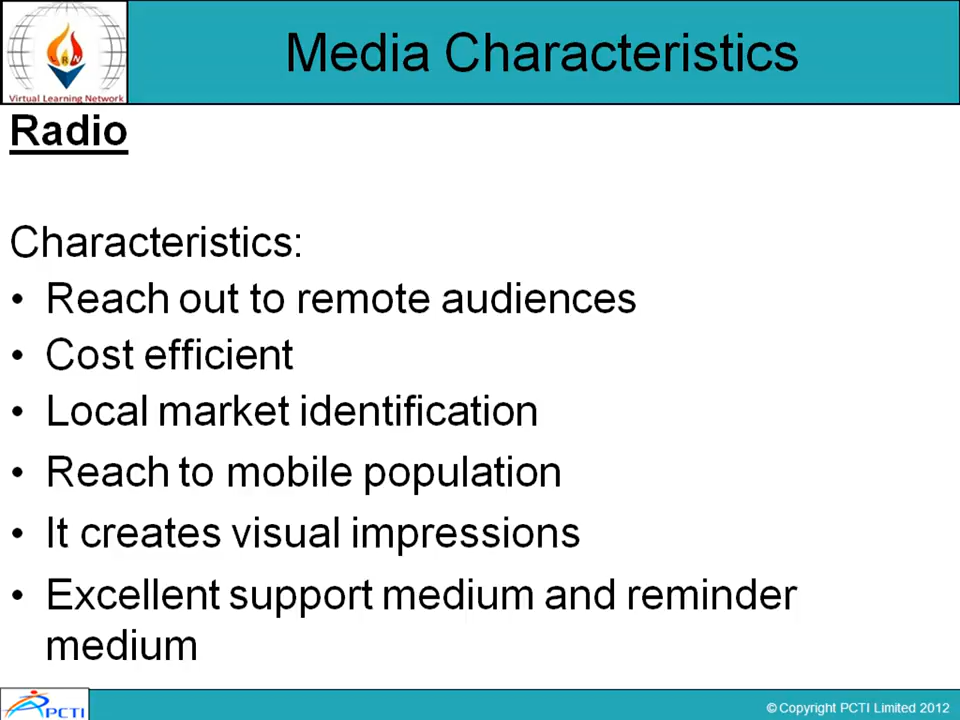 Media Characteristics
Virtual Learning Network
Radio
Characteristics:
• Reach out to remote audiences
• Cost efficient
• Local market identification
• Reach to mobile population
• It creates visual impressions
• Excellent support medium and reminder
medium
PCTI
© Copyright PCTI Limited 2012